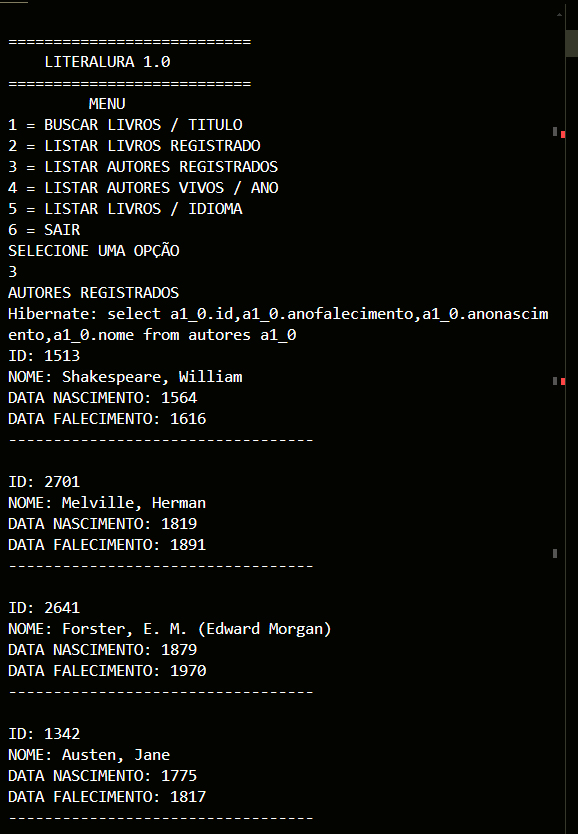 ===========================
LITERALURA 1.0
===========================
MENU
1 = BUSCAR LIVROS / TITULO
2 = LISTAR LIVROS REGISTRADO
3 = LISTAR AUTORES REGISTRADOS
4 = LISTAR AUTORES VIVOS / ANO
5 = LISTAR LIVROS / IDIOMA
6 = SAIR
SELECIONE UMA OPÇÃO
3
AUTORES REGISTRADOS
Hibernate: select a1_0.id,a1_0.anofalecimento,a1_0.anonascim
ento,a1_0.nome from autores a1_0
ID: 1513
NOME: Shakespeare, William
DATA NASCIMENTO: 1564
DATA FALECIMENTO: 1616
----------------------------------
ID: 2701
NOME: Melville, Herman
DATA NASCIMENTO: 1819
DATA FALECIMENTO: 1891
----------------------------------
ID: 2641
NOME: Forster, E. M. (Edward Morgan)
DATA NASCIMENTO: 1879
DATA FALECIMENTO: 1970
----------------------------------
ID: 1342
NOME: Austen, Jane
DATA NASCIMENTO: 1775
DATA FALECIMENTO: 1817
----------------------------------